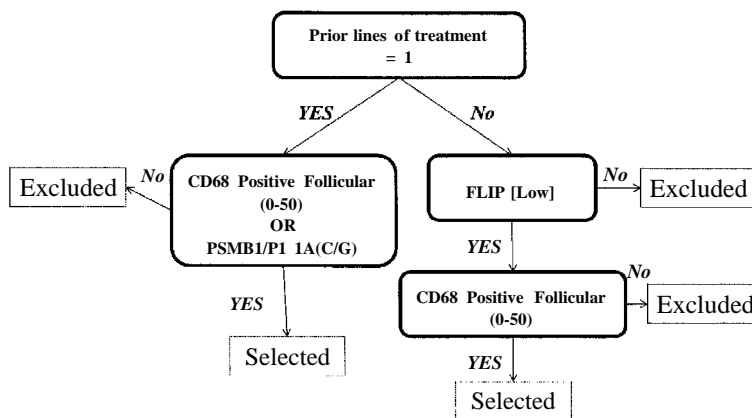 Prior lines of treatment
= 1
YES
No
No
CD68 Positive Follicular
(0-50)
OR
PSMB1/P1 1A(C/G)
Excluded
FLIP [Low]
No
Excluded
YES
YES
CD68 Positive Follicular
(0-50)
No
Excluded
Selected
YES
Selected